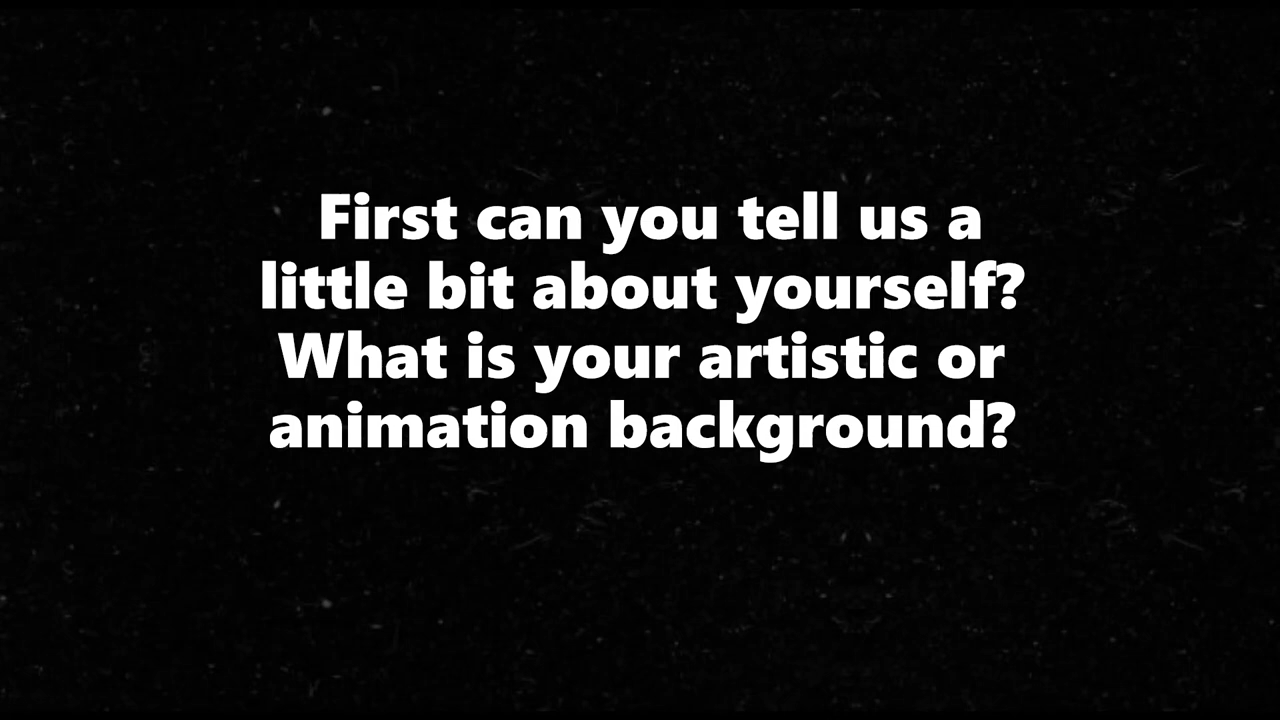 First can you tell us a
little bit about yourself?
What is your artistic or
animation background?